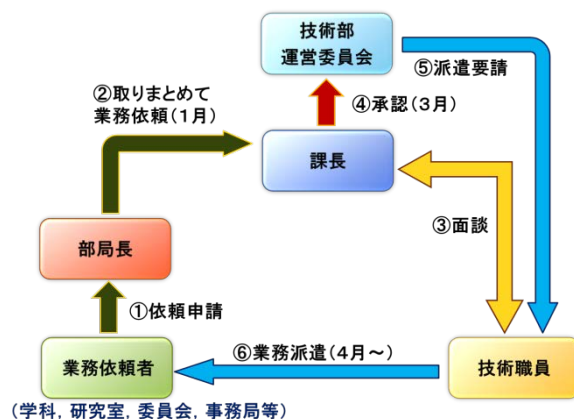 技術部
運営委員会
⑤派遣要請
②取りまとめて
業務依頼(1月)
④承認(3月)
課長
③面談
部局長
①依頼申請
⑥業務派遣(4月～)
業務依頼者
技術職員
(学科, 研究室, 委員会, 事務局等)